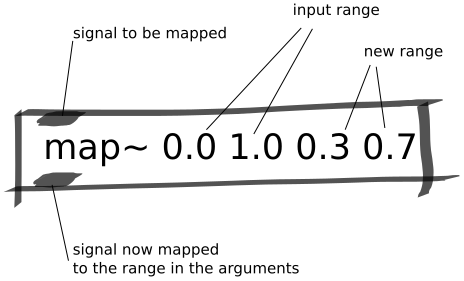 input range
signal to be mapped
new range
map~ 0.0 1.0 0.3 0.7
signal now mapped
to the range in the arguments